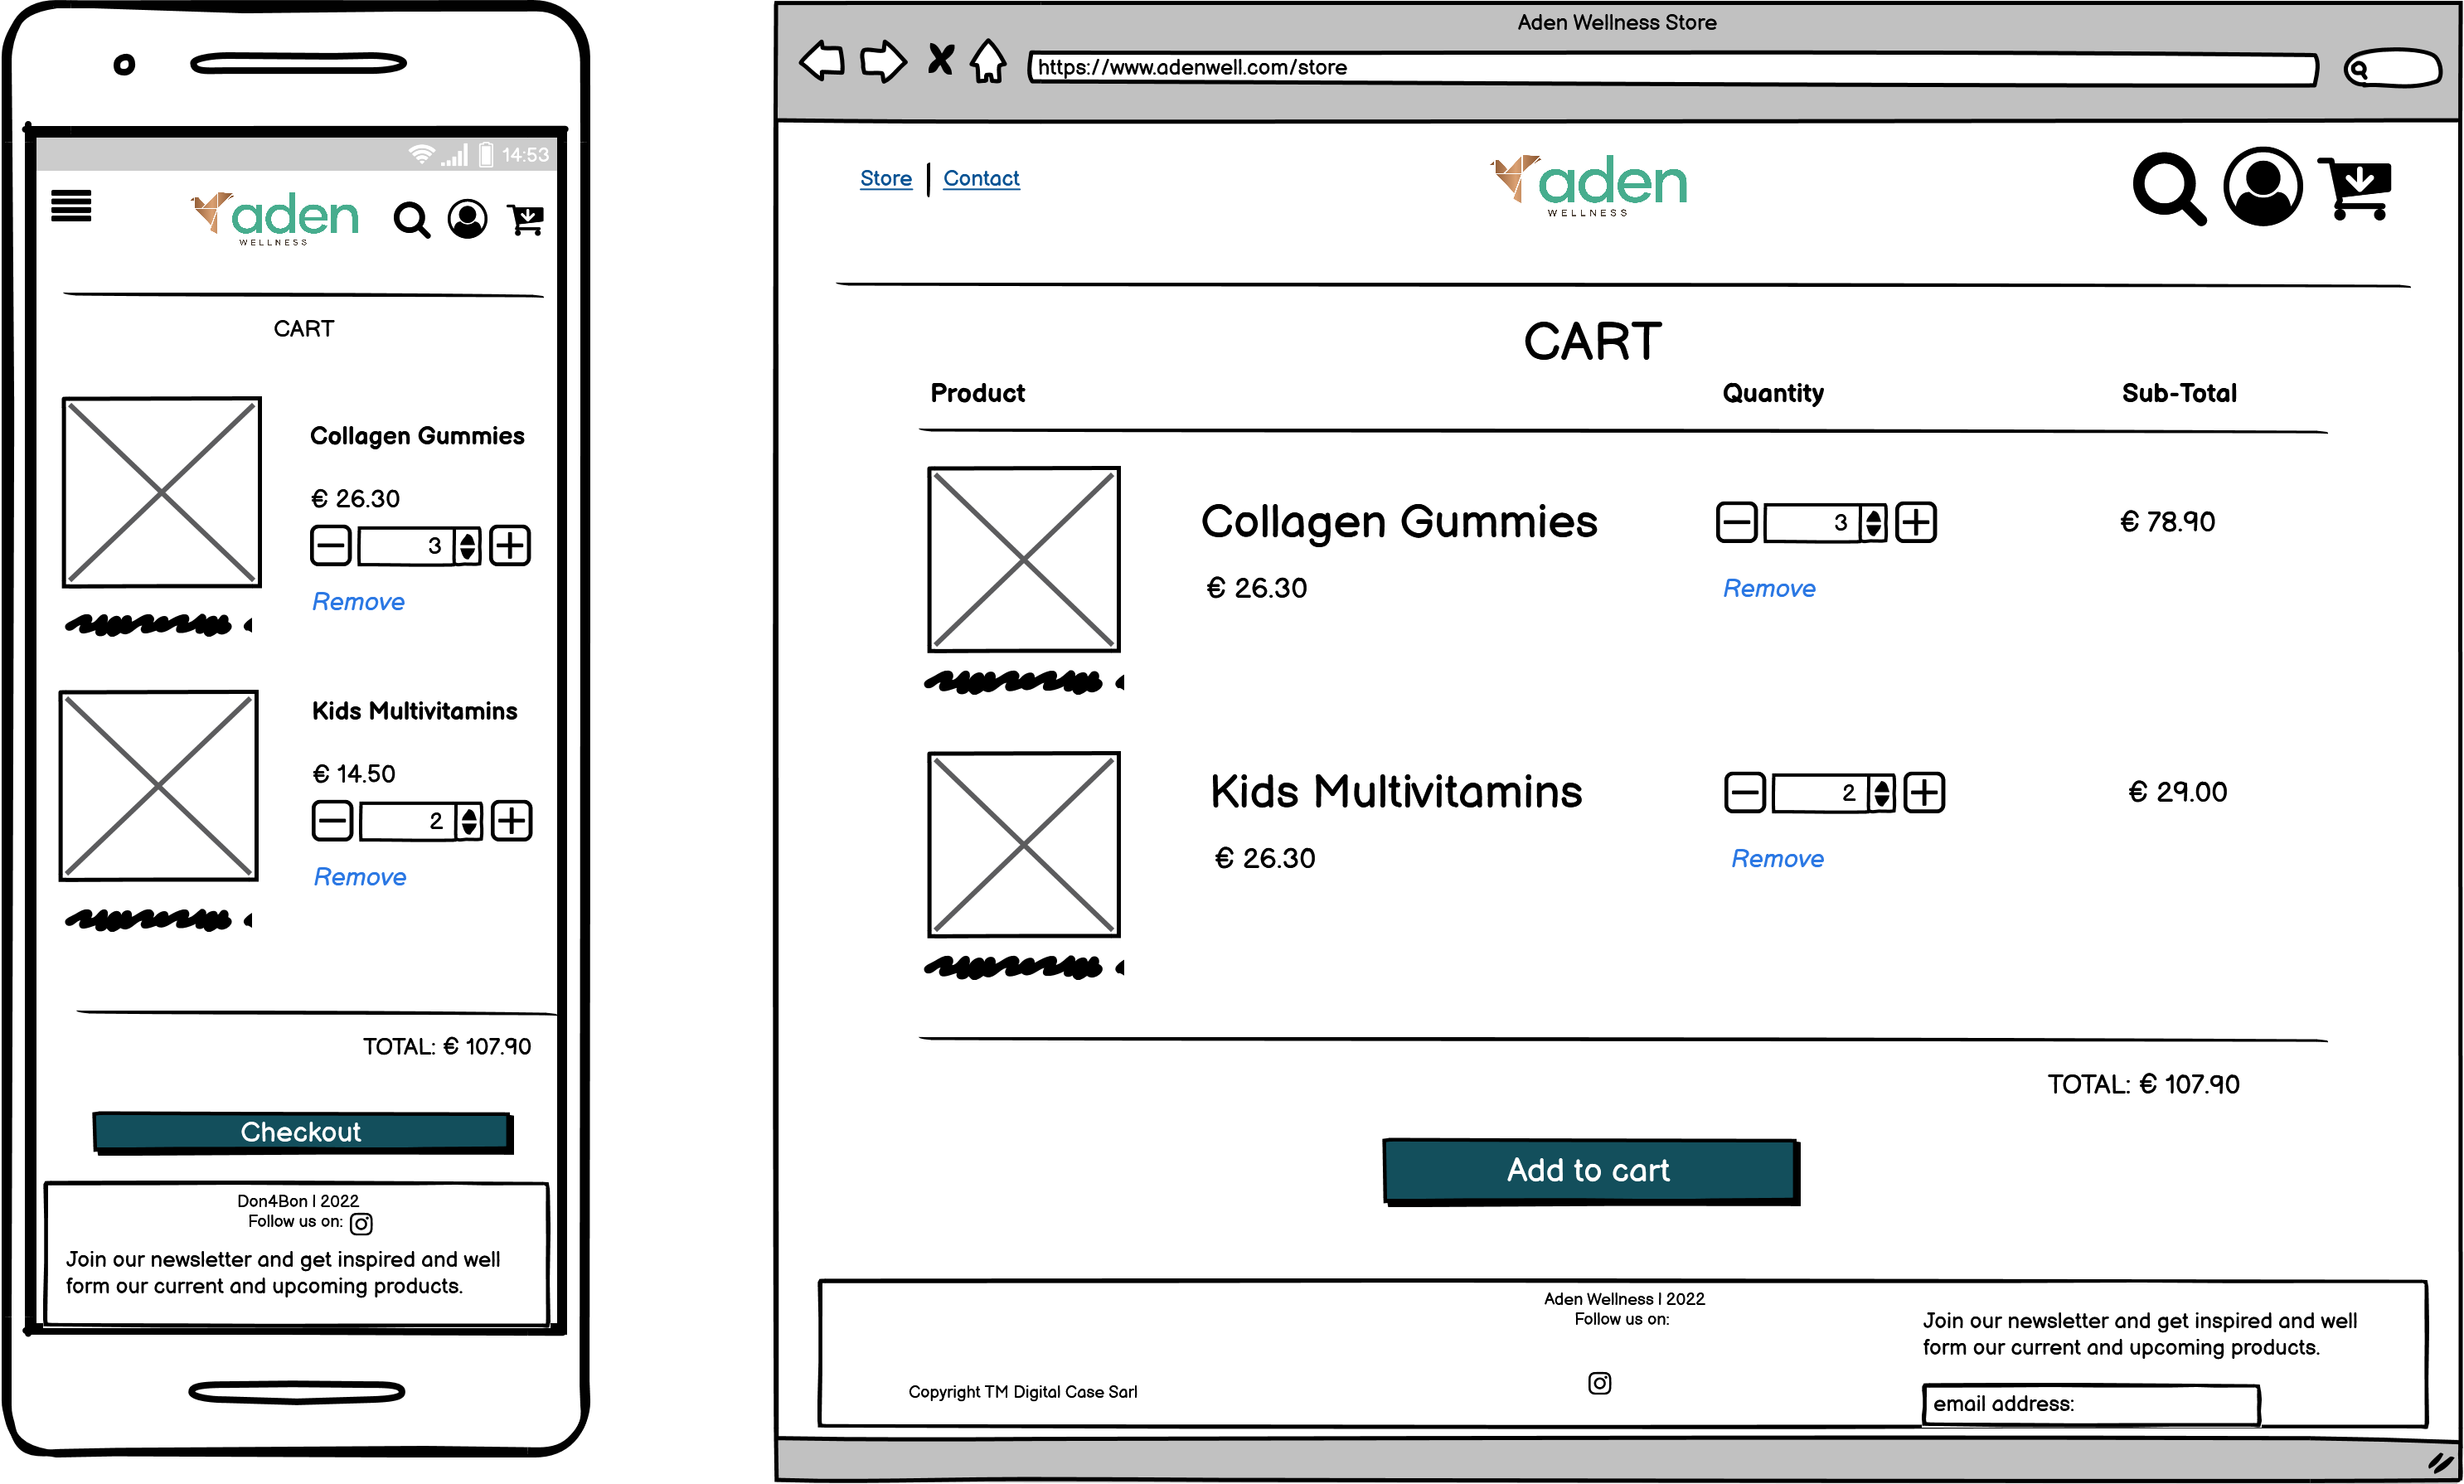 14:53
aden
WELLNESS
CART
Collagen Gummies
€ 26.30
3
Remove
Kids Multivitamins
€ 14.50
2
Remove
TOTAL: € 107.90
Checkout
Don4Bon | 2022
Follow us on:
Join our newsletter and get inspired and well
form our current and upcoming products.
Aden Wellness Store
https://www.adenwell.com/store
Store | Contact
aden
WELLNESS
CART
Product Quantity Sub-Total
Collagen Gummies 3 € 78.90
€ 26.30 Remove
Kids Multivitamins 2 € 29.00
€ 26.30 Remove
TOTAL: € 107.90
Add to cart
Aden Wellness | 2022
Follow us on:
Copyright TM Digital Case Sarl
Join our newsletter and get inspired and well
form our current and upcoming products.
email address: